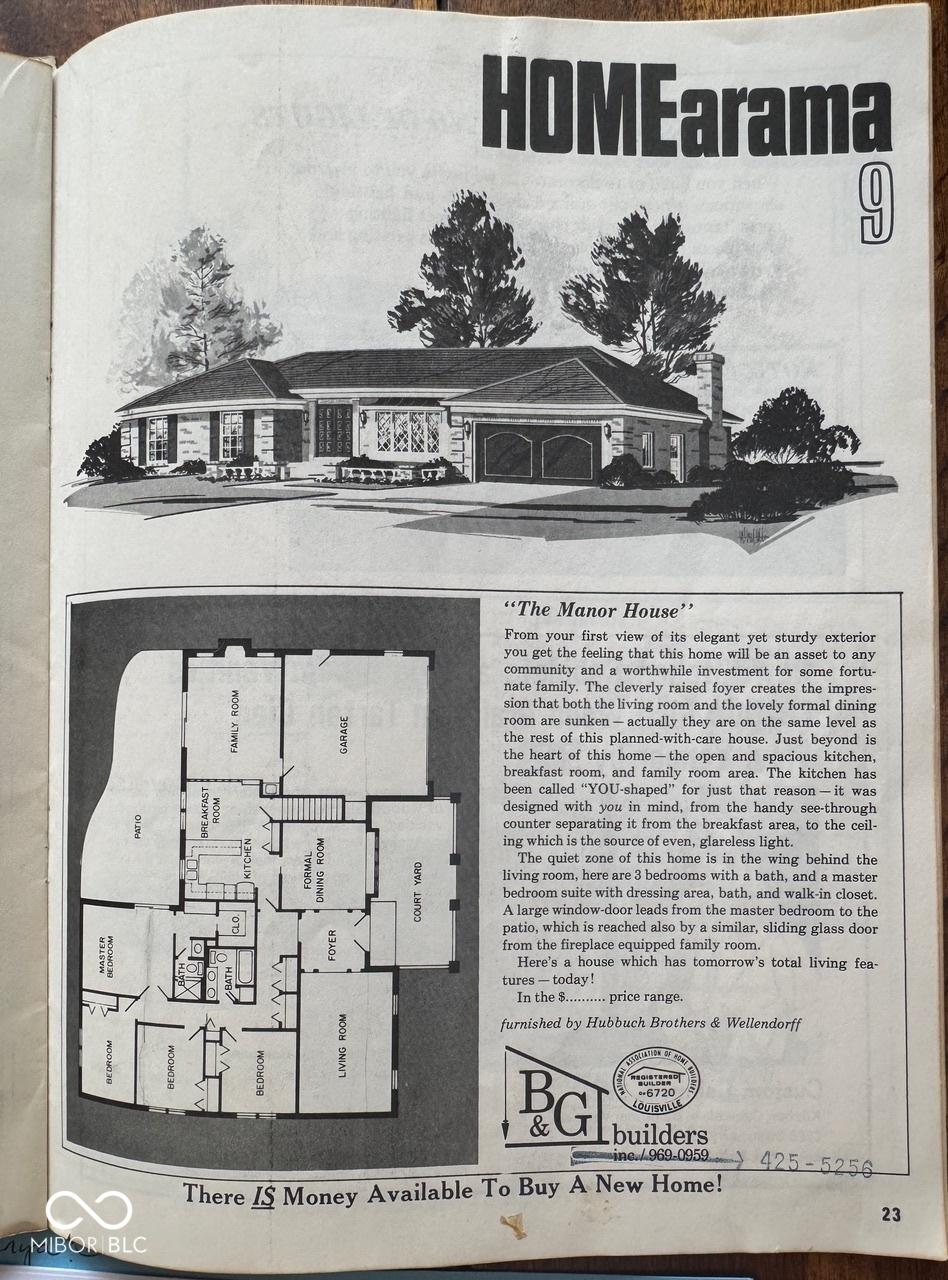 HOMEarama
9
"The Manor House"
From your first view of its elegant yet sturdy exterior
you get the feeling that this home will be an asset to any
community and a worthwhile investment for some fortu-
nate family. The cleverly raised foyer creates the impres-
sion that both the living room and the lovely formal dining
room are sunken — actually they are on the same level as
the rest of this planned-with-care house. Just beyond is
the heart of this home — the open and spacious kitchen,
breakfast room, and family room area. The kitchen has
been called "YOU-shaped" for just that reason — it was
designed with you in mind, from the handy see-through
counter separating it from the breakfast area, to the ceil-
ing which is the source of even, glareless light.
The quiet zone of this home is in the wing behind the
living room, here are 3 bedrooms with a bath, and a master
bedroom suite with dressing area, bath, and walk-in closet.
A large window-door leads from the master bedroom to the
patio, which is reached also by a similar, sliding glass door
from the fireplace equipped family room.
Here's a house which has tomorrow's total living fea-
tures — today!
In the $.......... price range.
furnished by Hubbuch Brothers & Wellendorff
B&G
builders
inc./ 969-0959
425-5256
NATIONAL ASSOCIATION OF HOME BUILDERS
REGISTERED
BUILDER
6720
LOUISVILLE
FAMILY ROOM
GARAGE
PATIO
BREAKFAST
ROOM
KITCHEN
FORMAL
DINING ROOM
COURT YARD
CLO.
FOYER
MASTER
BEDROOM
BATH
BATH
BEDROOM
BEDROOM
BEDROOM
LIVING ROOM
There IS Money Available To Buy A New Home!
23
MIBOR BLC